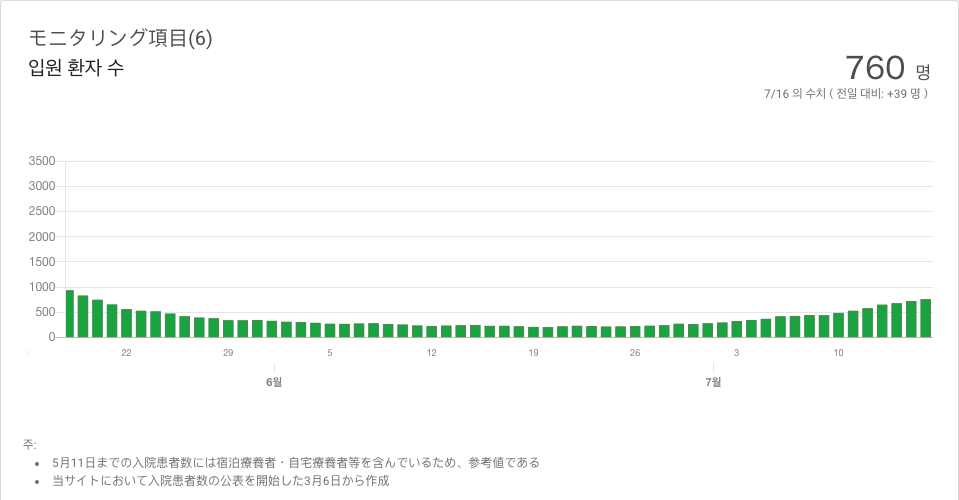 モニタリング項目(6)
입원 환자 수
760 명
7/16 의 수치 ( 전일 대비: +39 명 )
3500
3000
2500
2000
1500
1000
500
0
22 29 5 12 19 26 3 10
6월 7월
주:
• 5月11日までの入院患者数には宿泊療養者・自宅療養者等を含んでいるため、参考値である
• 当サイトにおいて入院患者数の公表を開始した3月6日から作成